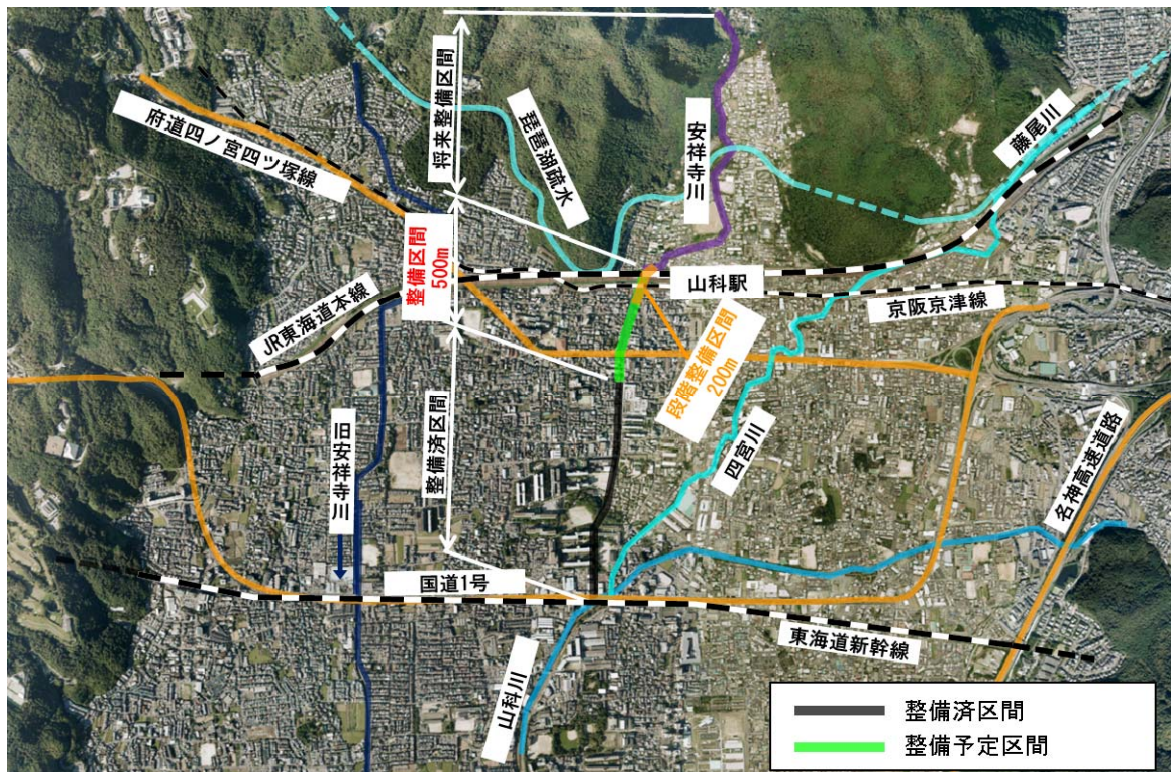 将来整備区間
府道四ノ宮四ツ塚線
琵琶湖疏水
安祥寺川
藤尾川
整備区間
500m
山科駅
京阪京津線
JR東海道本線
段階整備区間
200m
整備済区間
旧安祥寺川
四宮川
名神高速道路
国道1号
東海道新幹線
山科川
整備済区間
整備予定区間